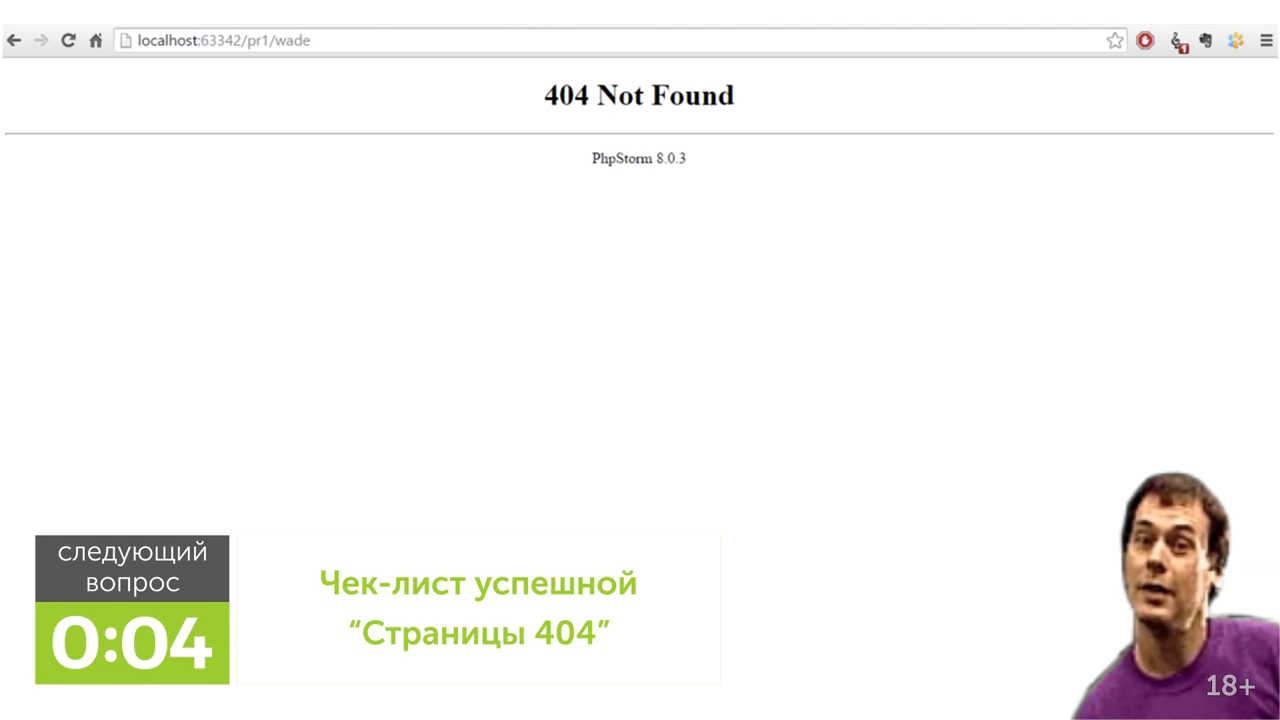 localhost:63342/pr1/wade
404 Not Found
PhpStorm 8.0.3
следующий
вопрос
0:04
Чек-лист успешной
“Страницы 404”
18+